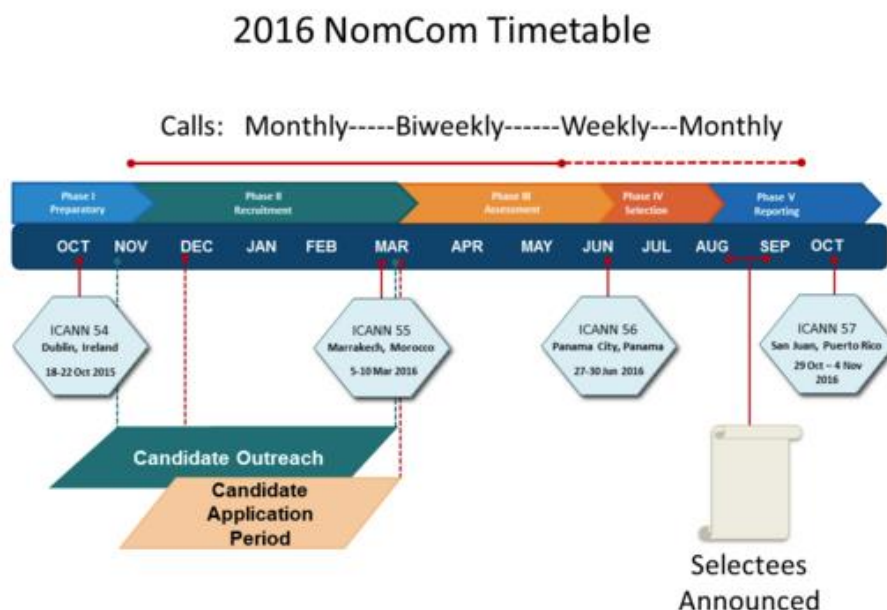 2016 NomCom Timetable
Calls: Monthly-----Biweekly------Weekly---Monthly
Phase I
Preparatory
Phase II
Recruitment
Phase III
Assessment
Phase IV
Selection
Phase V
Reporting
OCT NOV DEC JAN FEB MAR APR MAY JUN JUL AUG SEP OCT
ICANN 54
Dublin, Ireland
18-22 Oct 2015
ICANN 55
Marrakech, Morocco
5-10 Mar 2016
ICANN 56
Panama City, Panama
27-30 Jun 2016
ICANN 57
San Juan, Puerto Rico
29 Oct – 4 Nov
2016
Candidate Outreach
Candidate
Application
Period
Selectees
Announced